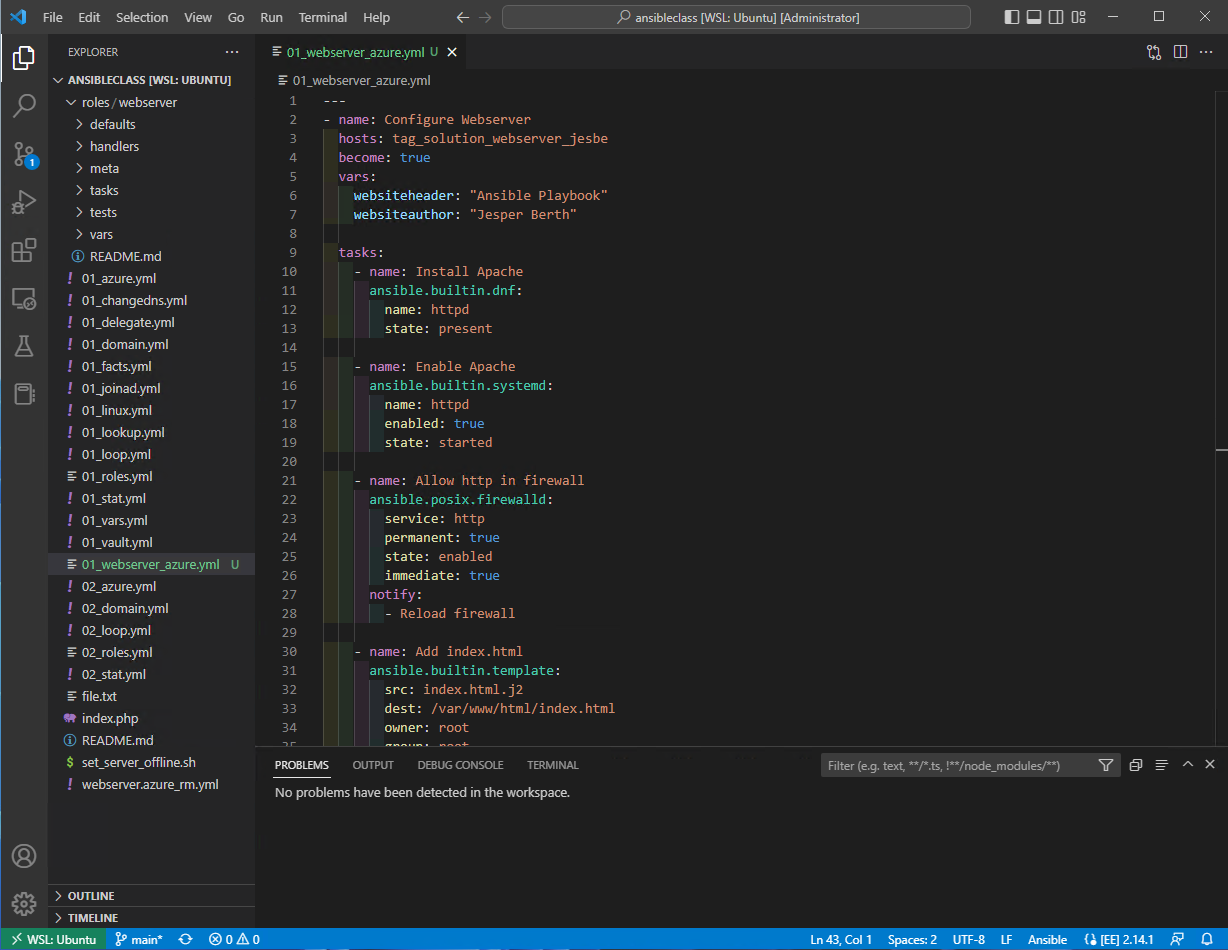 File Edit Selection View Go Run Terminal Help
ansibleclass [WSL: Ubuntu] [Administrator]
EXPLORER
ANSIBLECLASS [WSL: UBUNTU]
roles / webserver
defaults
handlers
meta
tasks
tests
vars
README.md
01_azure.yml
01_changedns.yml
01_delegate.yml
01_domain.yml
01_facts.yml
01_joinad.yml
01_linux.yml
01_lookup.yml
01_loop.yml
01_roles.yml
01_stat.yml
01_vars.yml
01_vault.yml
01_webserver_azure.yml U
02_azure.yml
02_domain.yml
02_loop.yml
02_roles.yml
02_stat.yml
file.txt
index.php
README.md
set_server_offline.sh
webserver.azure_rm.yml
OUTLINE
TIMELINE
1
01_webserver_azure.yml U
01_webserver_azure.yml
1 ---
2 - name: Configure Webserver
3 hosts: tag_solution_webserver_jesbe
4 become: true
5 vars:
6 websiteheader: "Ansible Playbook"
7 websiteauthor: "Jesper Berth"
8
9 tasks:
10 - name: Install Apache
11 ansible.builtin.dnf:
12 name: httpd
13 state: present
14
15 - name: Enable Apache
16 ansible.builtin.systemd:
17 name: httpd
18 enabled: true
19 state: started
20
21 - name: Allow http in firewall
22 ansible.posix.firewalld:
23 service: http
24 permanent: true
25 state: enabled
26 immediate: true
27 notify:
28 - Reload firewall
29
30 - name: Add index.html
31 ansible.builtin.template:
32 src: index.html.j2
33 dest: /var/www/html/index.html
34 owner: root
35 group: root
PROBLEMS OUTPUT DEBUG CONSOLE TERMINAL
Filter (e.g. text, **/*.ts, !**/node_modules/**)
No problems have been detected in the workspace.
WSL: Ubuntu main* 0 0 Ln 43, Col 1 Spaces: 2 UTF-8 LF Ansible [EE] 2.14.1